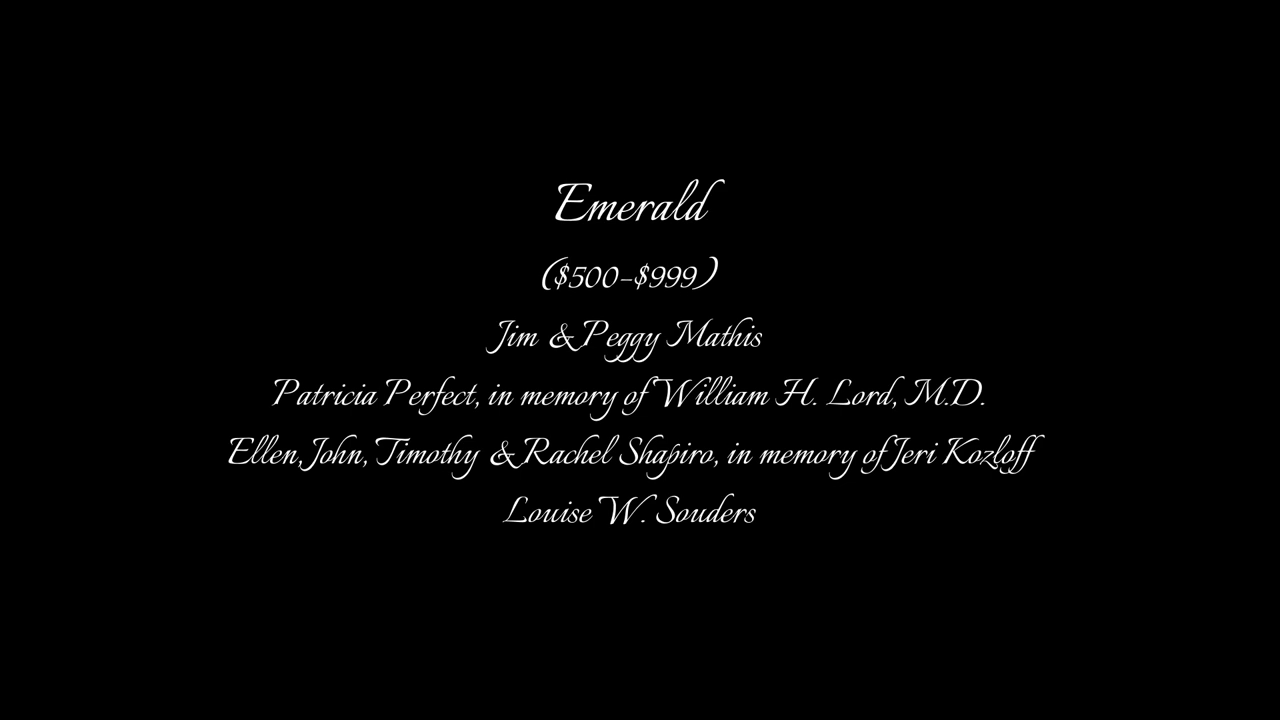 Emerald
($500–$999)
Jim & Peggy Mathis
Patricia Perfect, in memory of William H. Lord, M.D.
Ellen, John, Timothy & Rachel Shapiro, in memory of Jeri Kozloff
Louise W. Souders